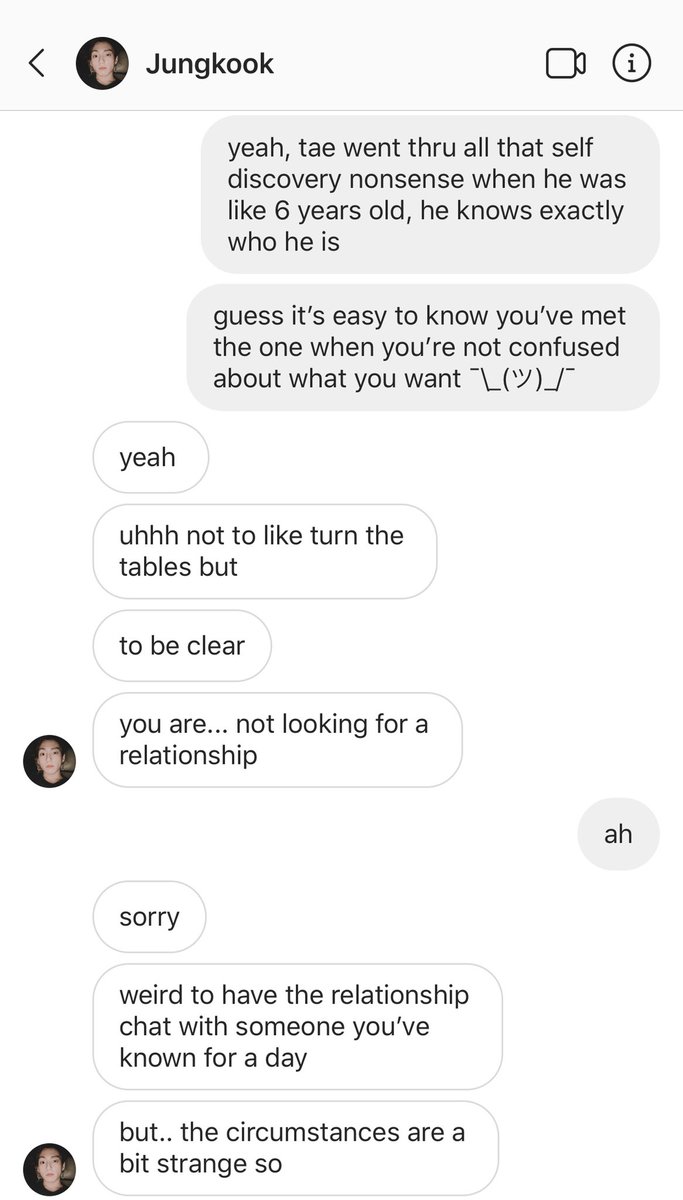 Jungkook
yeah, tae went thru all that self
discovery nonsense when he was
like 6 years old, he knows exactly
who he is
guess it’s easy to know you’ve met
the one when you’re not confused
about what you want ¯\_(ツ)_/¯
yeah
uhhh not to like turn the
tables but
to be clear
you are... not looking for a
relationship
ah
sorry
weird to have the relationship
chat with someone you’ve
known for a day
but.. the circumstances are a
bit strange so